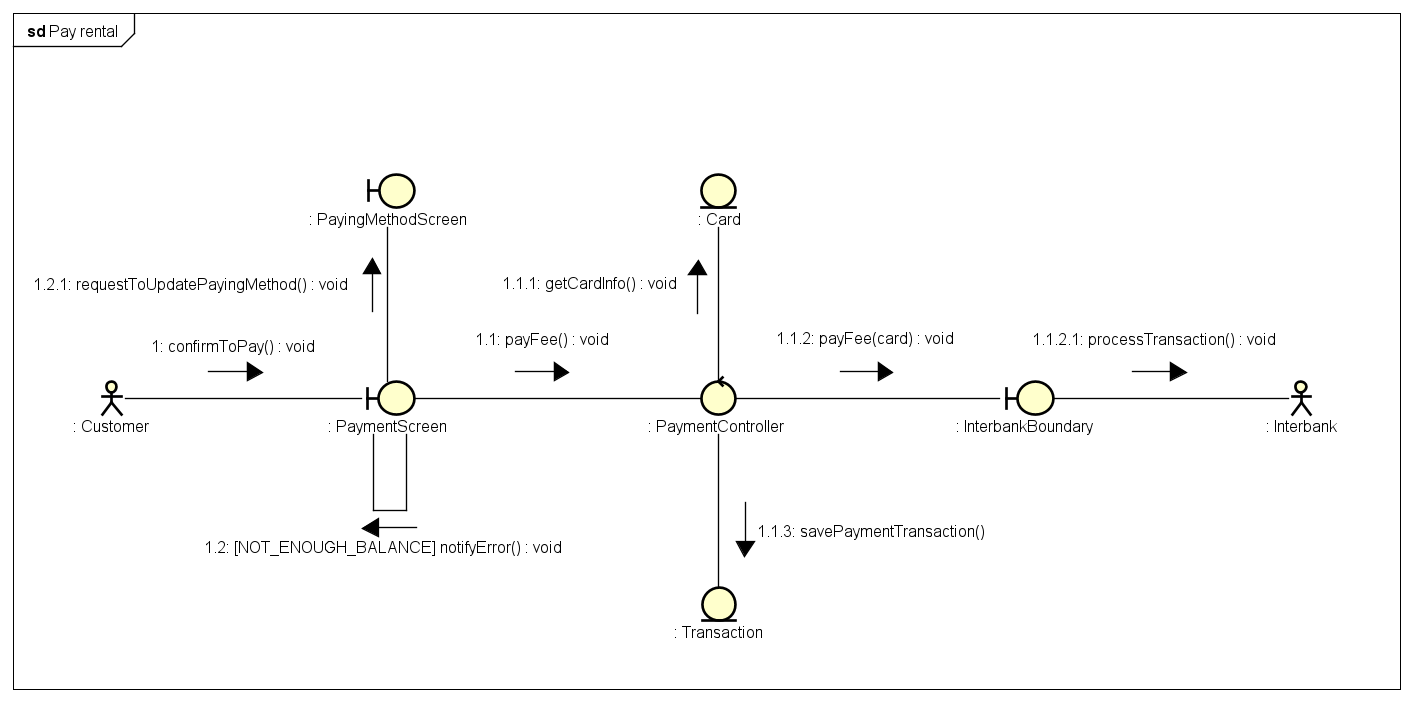 sd Pay rental
: PayingMethodScreen
: Card
1.2.1: requestToUpdatePayingMethod() : void
1.1.1: getCardInfo() : void
1: confirmToPay() : void
1.1: payFee() : void
1.1.2: payFee(card) : void
1.1.2.1: processTransaction() : void
: Customer
: PaymentScreen
: PaymentController
: InterbankBoundary
: Interbank
1.2: [NOT_ENOUGH_BALANCE] notifyError() : void
1.1.3: savePaymentTransaction()
: Transaction